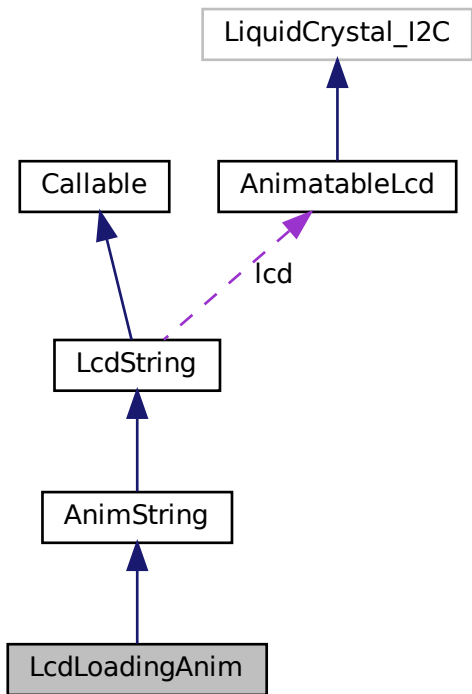 LiquidCrystal_I2C
Callable
AnimatableLcd
lcd
LcdString
AnimString
LcdLoadingAnim